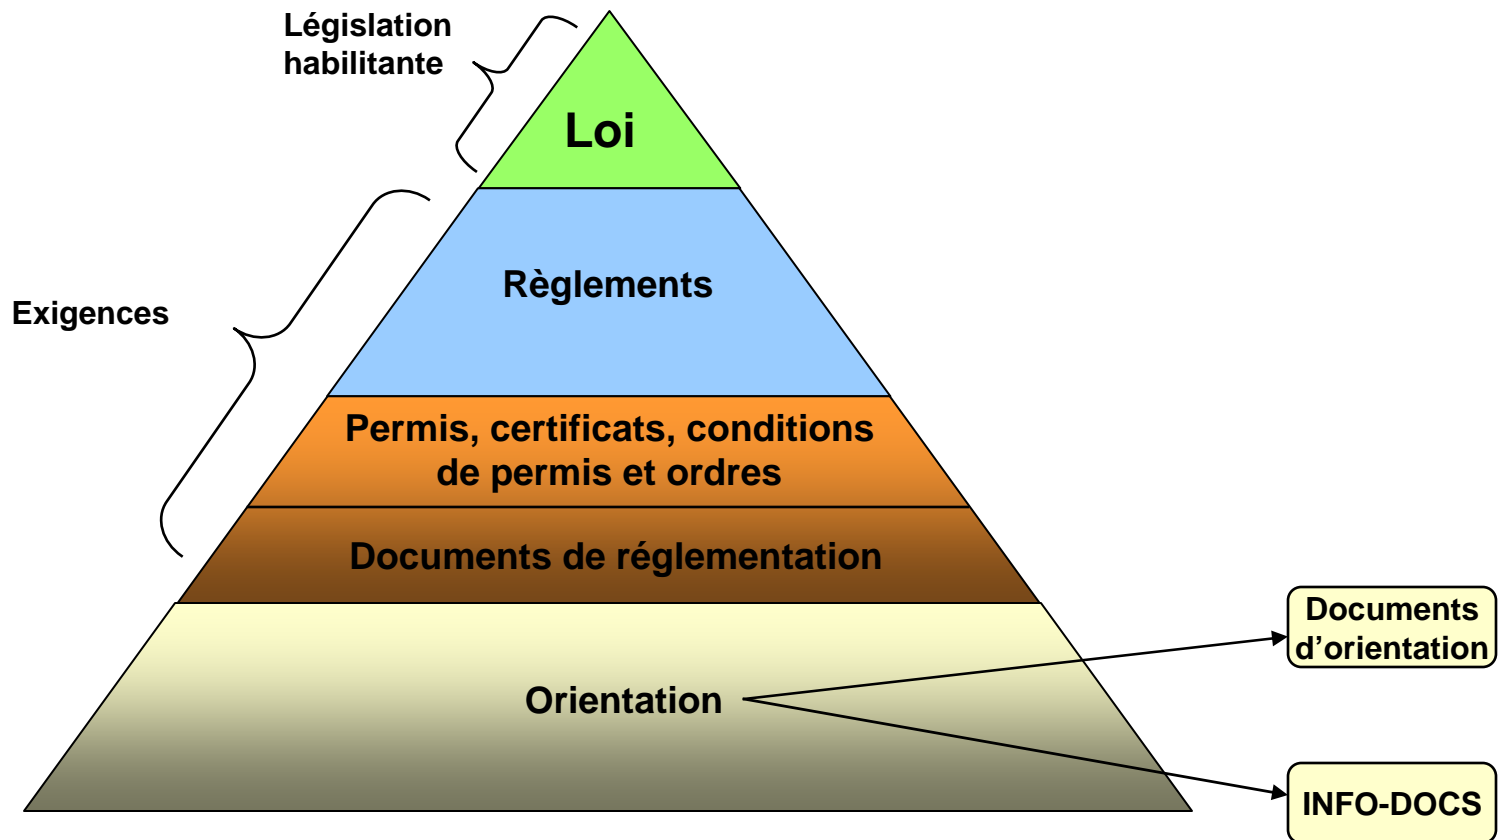 Législation
habilitante
Loi
Règlements
Exigences
Permis, certificats, conditions
de permis et ordres
Documents de réglementation
Documents
d’orientation
Orientation
INFO-DOCS